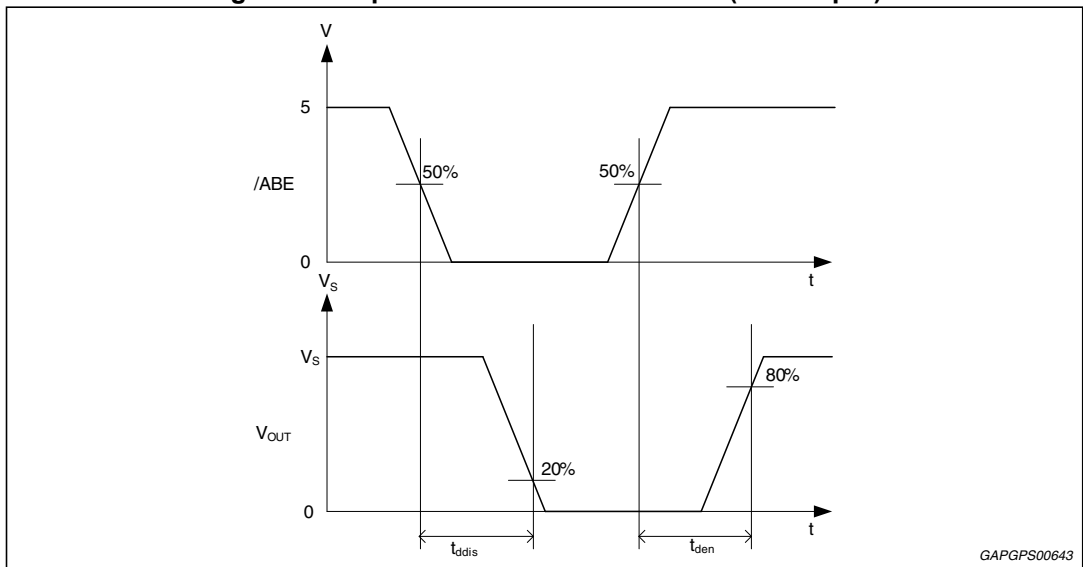 V
5
50%
50%
/ABE
0
t
VS
VS
80%
VOUT
20%
0
t
tddis
tden
GAPGPS00643